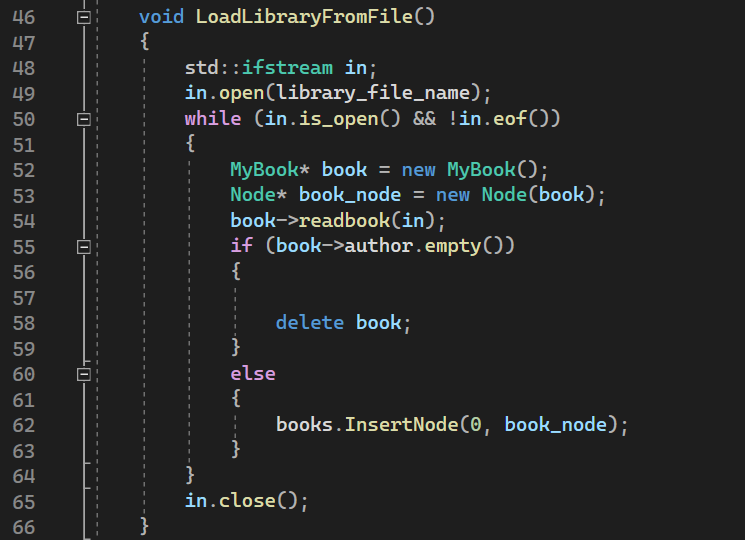 46 void LoadLibraryFromFile()
47 {
48 std::ifstream in;
49 in.open(library_file_name);
50 while (in.is_open() && !in.eof())
51 {
52 MyBook* book = new MyBook();
53 Node* book_node = new Node(book);
54 book->readbook(in);
55 if (book->author.empty())
56 {
57
58 delete book;
59 }
60 else
61 {
62 books.InsertNode(0, book_node);
63 }
64 }
65 in.close();
66 }